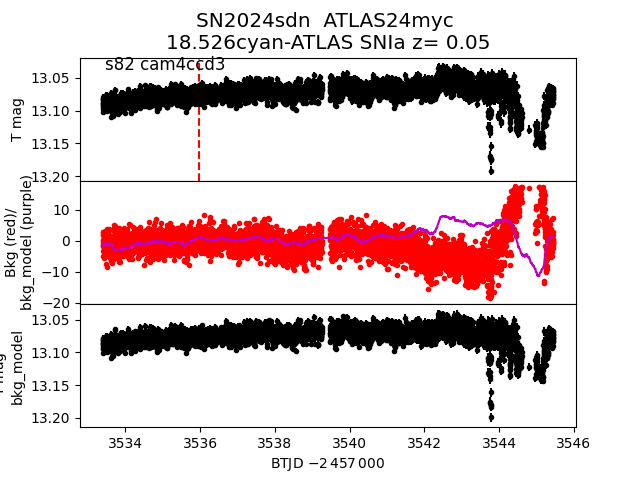 SN2024sdn  ATLAS24myc
18.526cyan-ATLAS SNIa z= 0.05
s82 cam4ccd3
T mag
13.05
13.10
13.15
13.20
Bkg (red)/
bkg_model (purple)
10
0
−10
−20
bkg_model
13.05
13.10
13.15
13.20
3534 3536 3538 3540 3542 3544 3546
BTJD −2 457 000